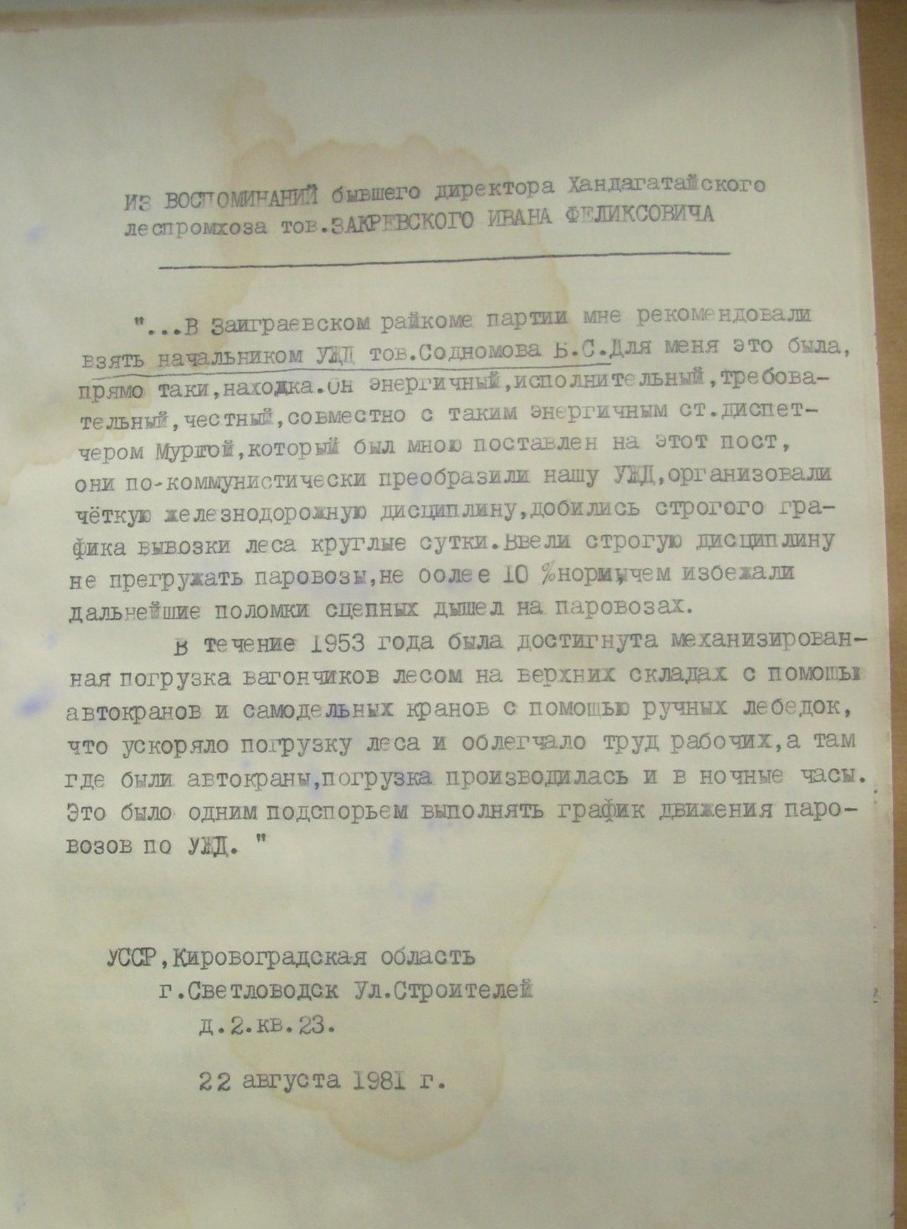 ИЗ ВОСПОМИНАНИЙ бывшего директора Хандагатайского
леспромхоза тов.ЗАКРЕВСКОГО ИВАНА ФЕЛИКСОВИЧА
"...В Заиграевском райкоме партии мне рекомендовали
взять начальником УЖД тов.Содномова Б.С.Для меня это была,
прямо таки,находка.Он энергичный,исполнительный,требова-
тельный,честный,совместно с таким энергичным ст.диспет-
чером Мургой,который был мною поставлен на этот пост,
они по-коммунистически преобразили нашу УЖД,организовали
чёткую железнодорожную дисциплину,добились строгого гра-
фика вывозки леса круглые сутки.Ввели строгую дисциплину
не прегружать паровозы,не более 10 %нормы,чем избежали
дальнейшие поломки сцепных дышел на паровозах.
В течение 1953 года была достигнута механизирован-
ная погрузка вагончиков лесом на верхних складах с помощью
автокранов и самодельных кранов с помощью ручных лебедок,
что ускоряло погрузку леса и облегчало труд рабочих,а там
где были автокраны,погрузка производилась и в ночные часы.
Это было одним подспорьем выполнять график движения паро-
возов по УЖД. "
УССР,Кировоградская область
г.Светловодск Ул.Строителей
д.2.кв.23.
22 августа 1981 г.